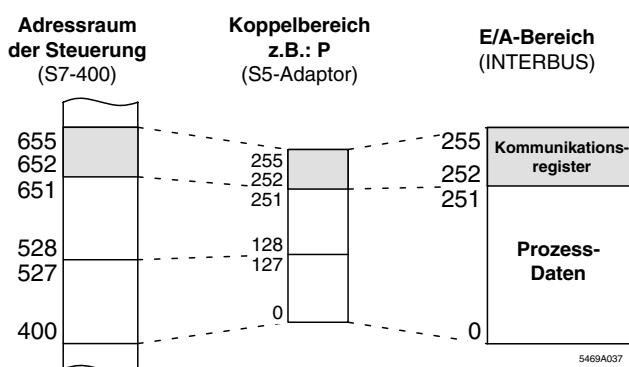 Adressraum
der Steuerung
(S7-400)
Koppelbereich
z.B.: P
(S5-Adaptor)
E/A-Bereich
(INTERBUS)
655
652
651
528
527
400
255
252
251
128
127
0
255
252
251
0
Kommunikations-
register
Prozess-
Daten
5469A037